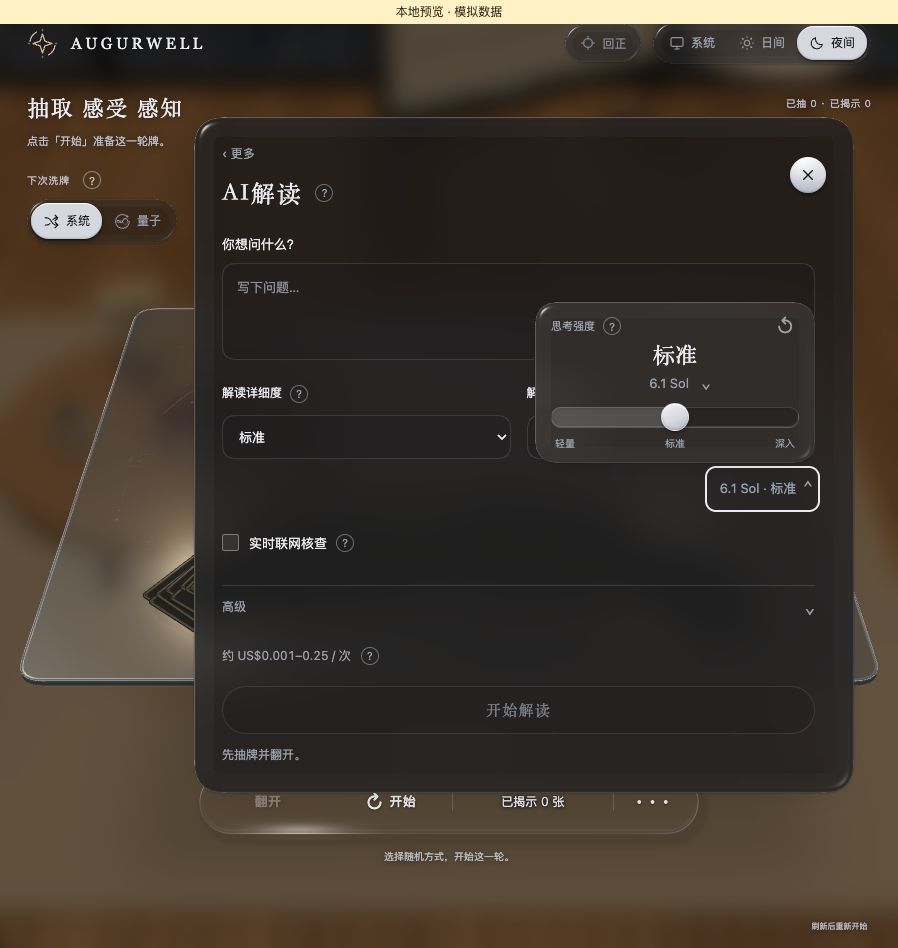 本地预览 · 模拟数据
AUGURWELL
回正
系统
日间
夜间
抽取 感受 感知
已抽 0 · 已揭示 0
点击「开始」准备这一轮牌。
下次洗牌 ?
系统
量子
‹ 更多
AI解读 ?
你想问什么?
写下问题...
思考强度 ?
标准
6.1 Sol
轻量
标准
深入
解读详细度 ?
标准
6.1 Sol · 标准
实时联网核查 ?
高级
约 US$0.001–0.25 / 次 ?
开始解读
先抽牌并翻开。
翻开
开始
已揭示 0 张
选择随机方式，开始这一轮。
刷新后重新开始